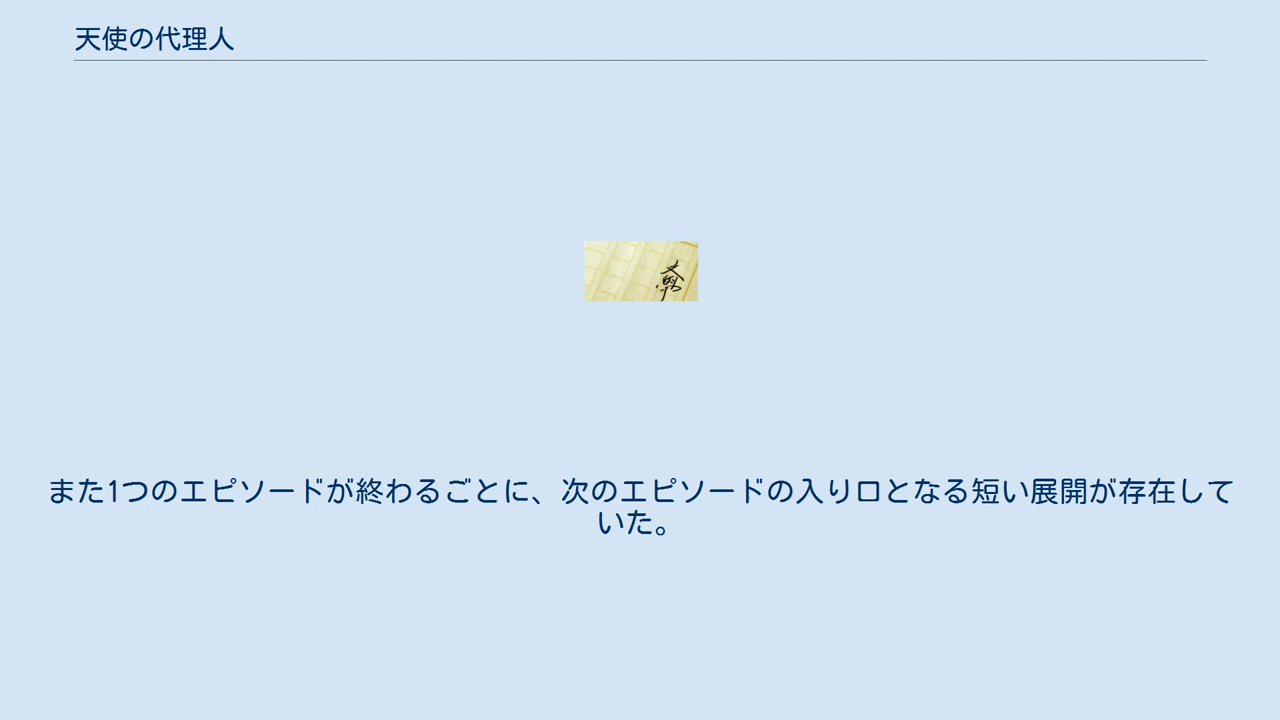 天使の代理人
また1つのエピソードが終わるごとに、次のエピソードの入り口となる短い展開が存在して
いた。